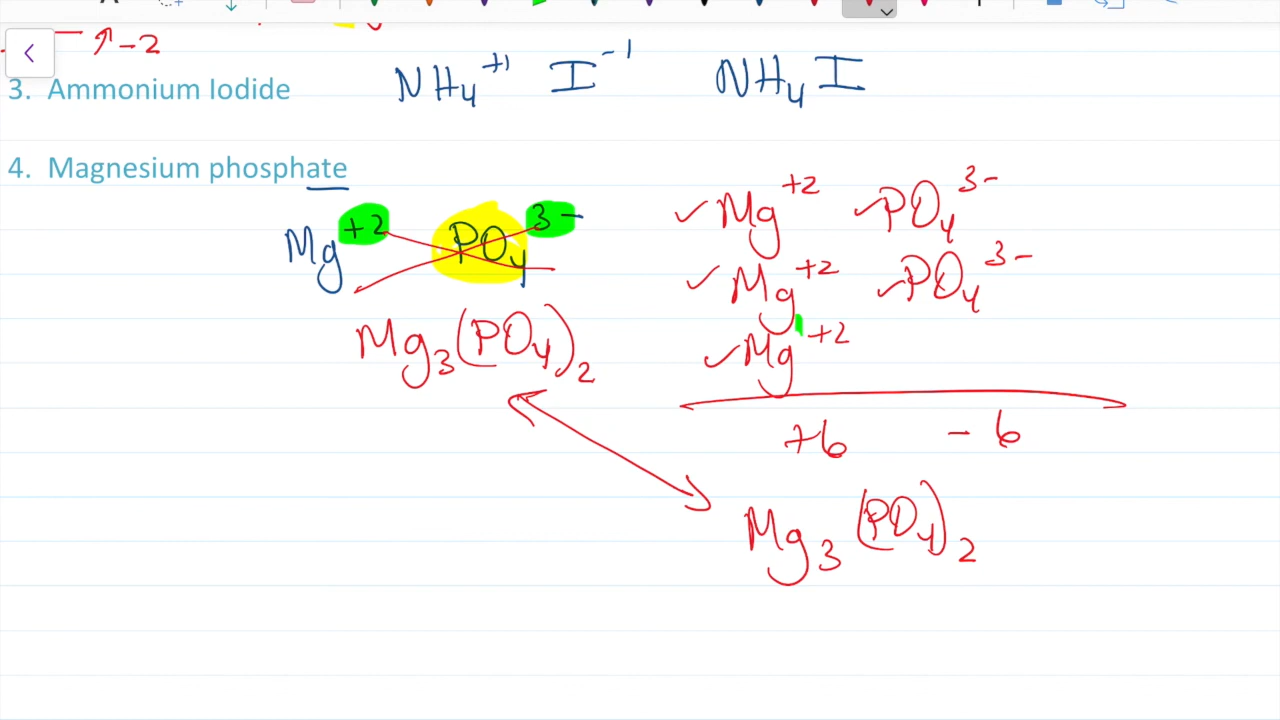 -2
3. Ammonium Iodide NH₄⁺¹ I⁻¹ NH₄I
4. Magnesium phosphate
Mg⁺² PO₄³⁻
Mg₃(PO₄)₂
Mg⁺² PO₄³⁻
Mg⁺² PO₄³⁻
Mg⁺²
+6 -6
Mg₃(PO₄)₂